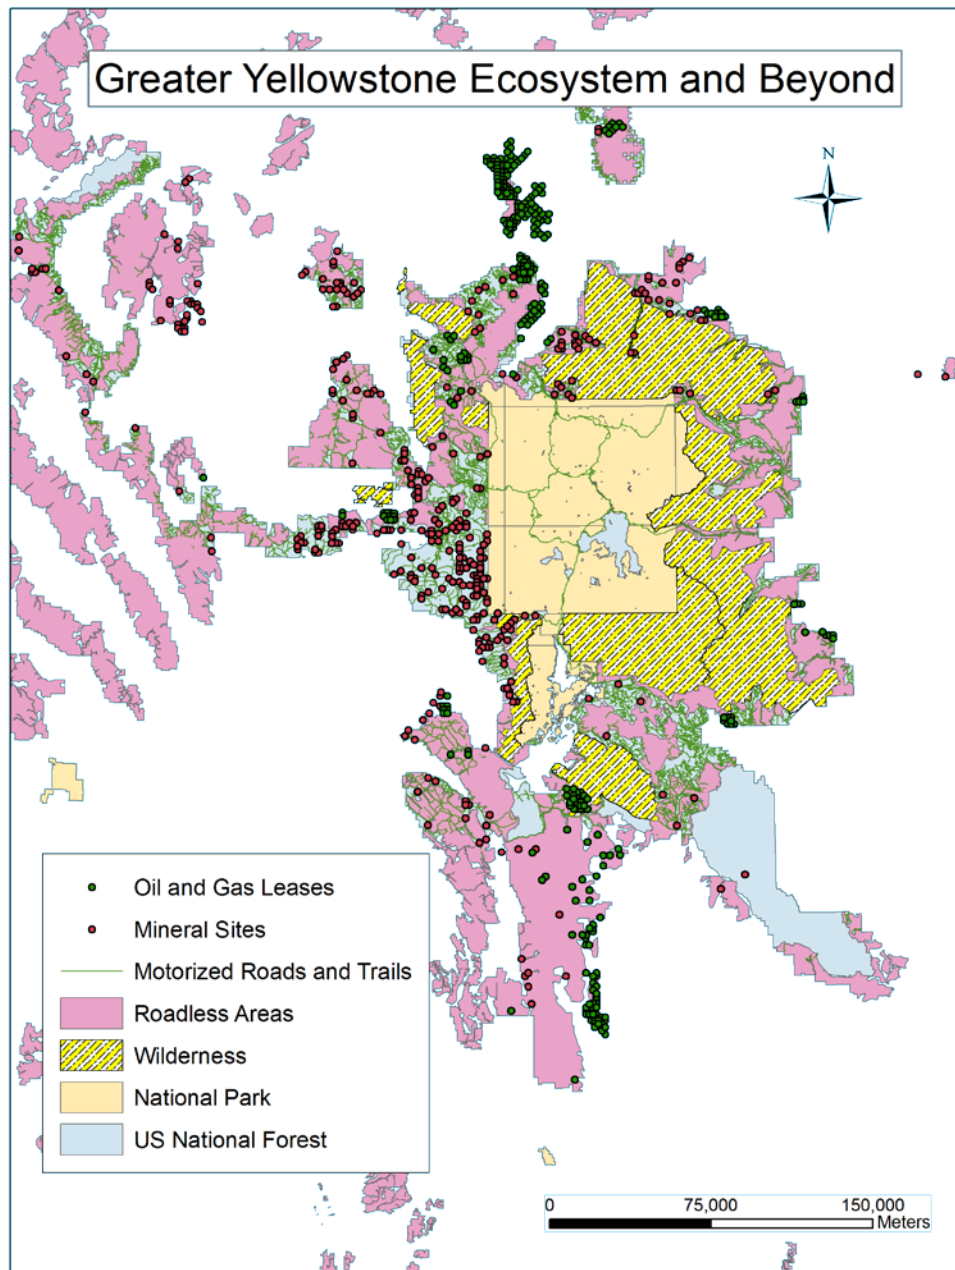 Greater Yellowstone Ecosystem and Beyond
N
Oil and Gas Leases
Mineral Sites
Motorized Roads and Trails
Roadless Areas
Wilderness
National Park
US National Forest
0 75,000 150,000
Meters